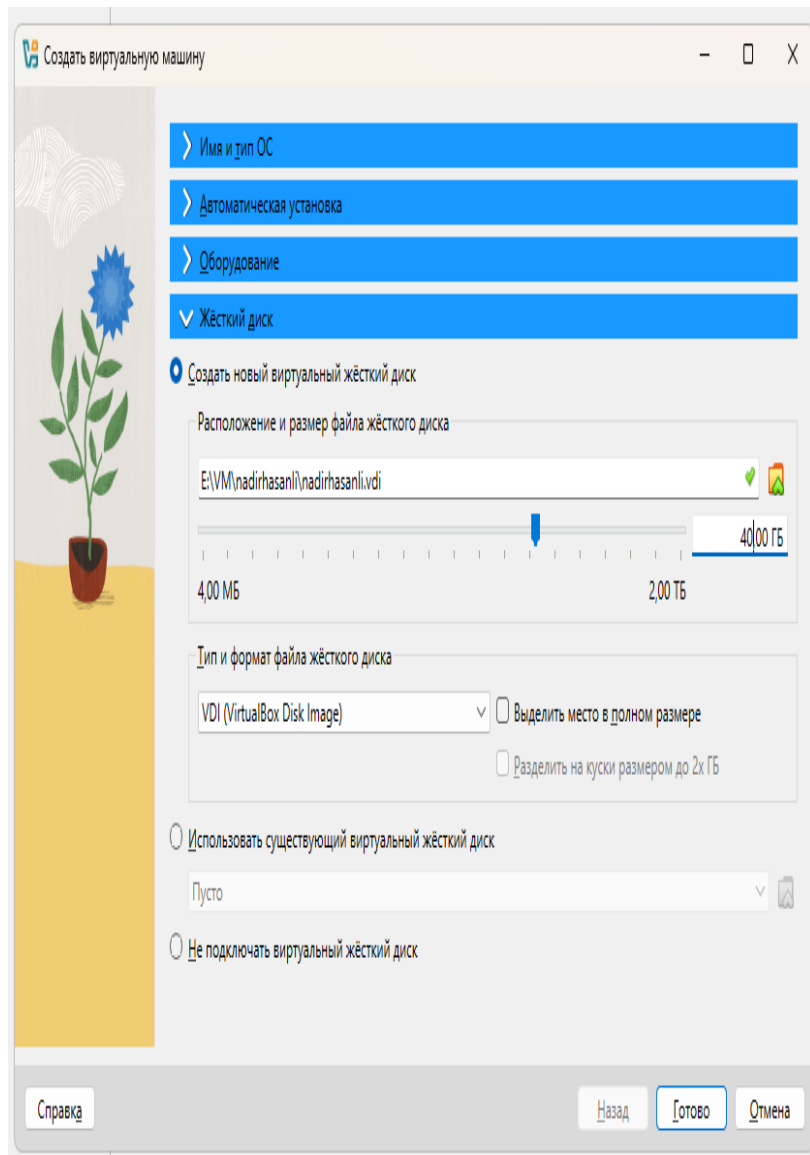 Создать виртуальную машину
Имя и тип ОС
Автоматическая установка
Оборудование
Жёсткий диск
Создать новый виртуальный жёсткий диск
Расположение и размер файла жёсткого диска
E:\VM\nadirhasanli\nadirhasanli.vdi
40,00 ГБ
4,00 МБ 2,00 ТБ
Тип и формат файла жёсткого диска
VDI (VirtualBox Disk Image) Выделить место в полном размере
Разделить на куски размером до 2х ГБ
Использовать существующий виртуальный жёсткий диск
Пусто
Не подключать виртуальный жёсткий диск
Справка Назад Готово Отмена